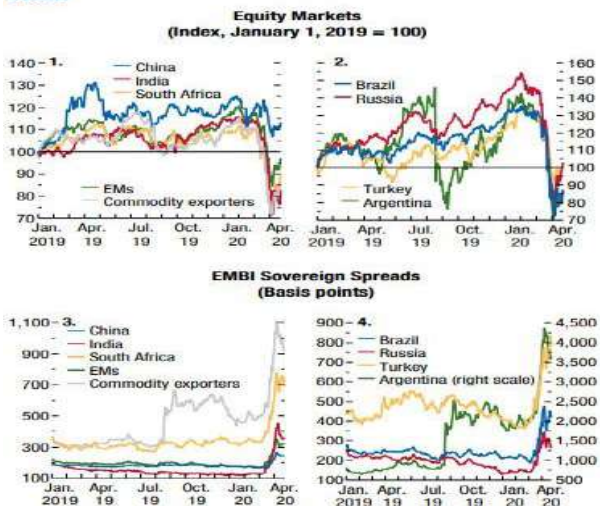 Equity Markets
(Index, January 1, 2019 = 100)
1.
China
India
South Africa
EMs
Commodity exporters
140
130
120
110
100
90
80
70
Jan. Apr. Jul. Oct. Jan. Apr.
2019 19 19 19 20 20
2.
Brazil
Russia
Turkey
Argentina
160
150
140
130
120
110
100
90
80
70
Jan. Apr. Jul. Oct. Jan. Apr.
2019 19 19 19 20 20
EMBI Sovereign Spreads
(Basis points)
3.
China
India
South Africa
EMs
Commodity exporters
1,100
900
700
500
300
100
Jan. Apr. Jul. Oct. Jan. Apr.
2019 19 19 19 20 20
4.
Brazil
Russia
Turkey
Argentina (right scale)
900
800
700
600
500
400
300
200
100
4,500
4,000
3,500
3,000
2,500
2,000
1,500
1,000
500
Jan. Apr. Jul. Oct. Jan. Apr.
2019 19 19 19 20 20